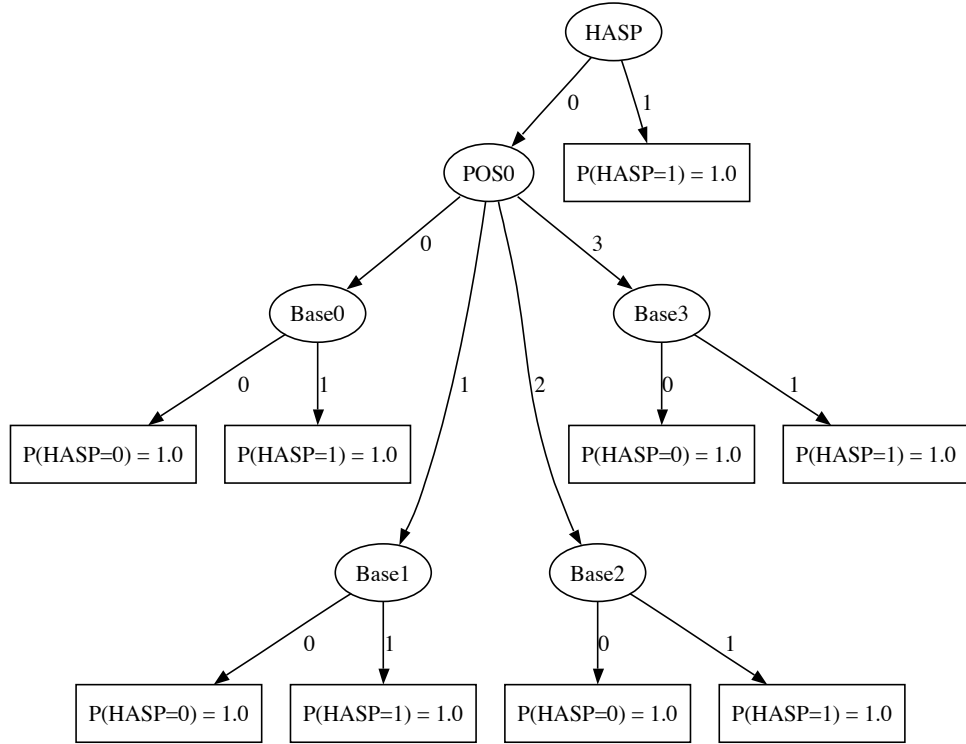 HASP
0
1
POS0
P(HASP=1) = 1.0
0
3
Base0
Base3
0
1
1
2
0
1
P(HASP=0) = 1.0
P(HASP=1) = 1.0
P(HASP=0) = 1.0
P(HASP=1) = 1.0
Base1
Base2
0
1
0
1
P(HASP=0) = 1.0
P(HASP=1) = 1.0
P(HASP=0) = 1.0
P(HASP=1) = 1.0